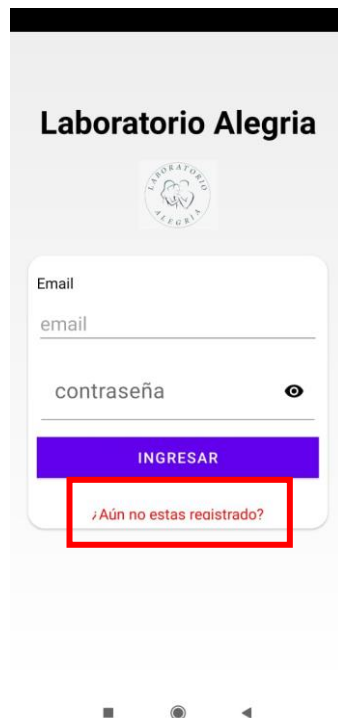 Laboratorio Alegria
LABORATORIO
ALEGRIA
Email
email
contraseña
INGRESAR
¿Aún no estas registrado?